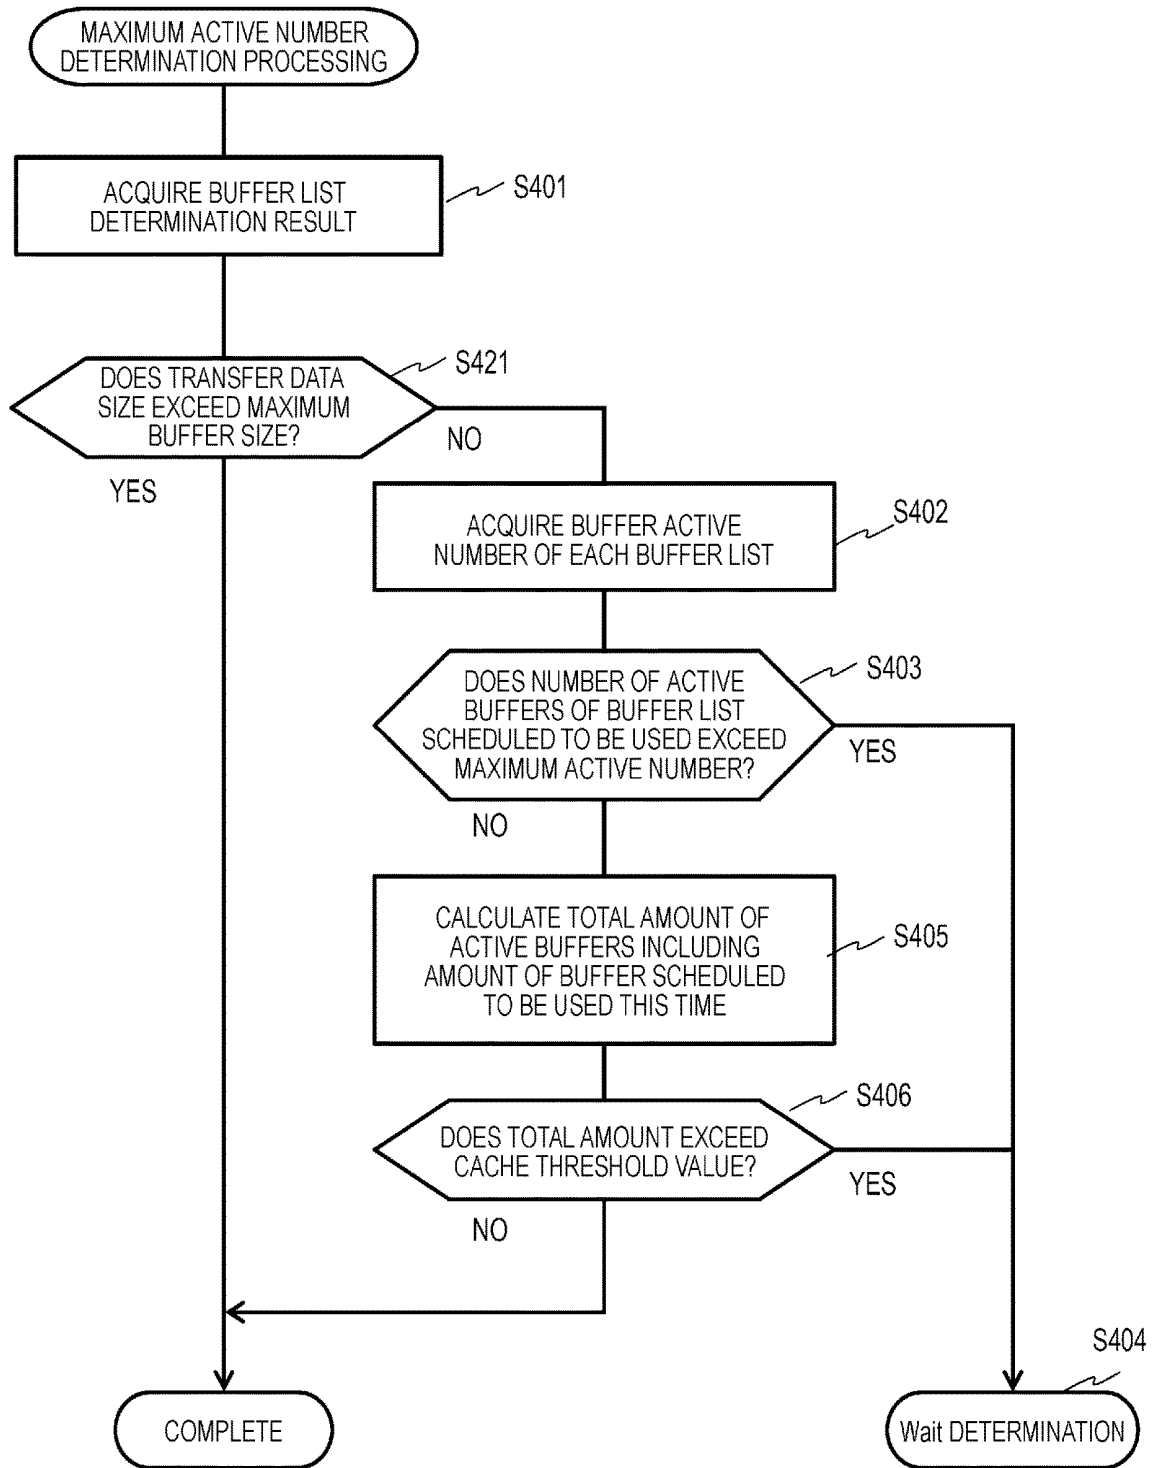 MAXIMUM ACTIVE NUMBER
DETERMINATION PROCESSING
ACQUIRE BUFFER LIST
DETERMINATION RESULT
S401
DOES TRANSFER DATA
SIZE EXCEED MAXIMUM
BUFFER SIZE?
S421
NO
YES
ACQUIRE BUFFER ACTIVE
NUMBER OF EACH BUFFER LIST
S402
DOES NUMBER OF ACTIVE
BUFFERS OF BUFFER LIST
SCHEDULED TO BE USED EXCEED
MAXIMUM ACTIVE NUMBER?
S403
YES
NO
CALCULATE TOTAL AMOUNT OF
ACTIVE BUFFERS INCLUDING
AMOUNT OF BUFFER SCHEDULED
TO BE USED THIS TIME
S405
DOES TOTAL AMOUNT EXCEED
CACHE THRESHOLD VALUE?
S406
YES
NO
S404
COMPLETE
Wait DETERMINATION